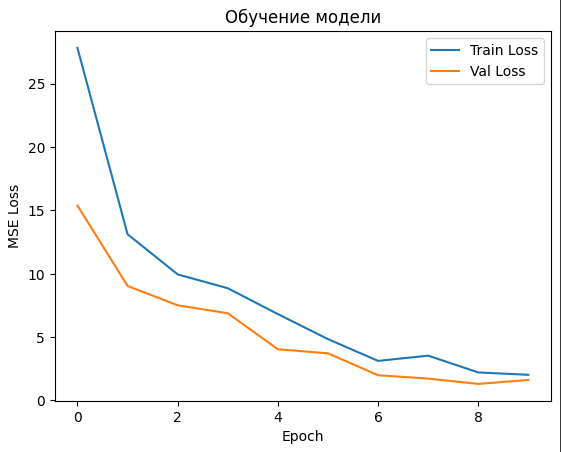 Обучение модели
Train Loss
Val Loss
MSE Loss
25
20
15
10
5
0
0 2 4 6 8
Epoch